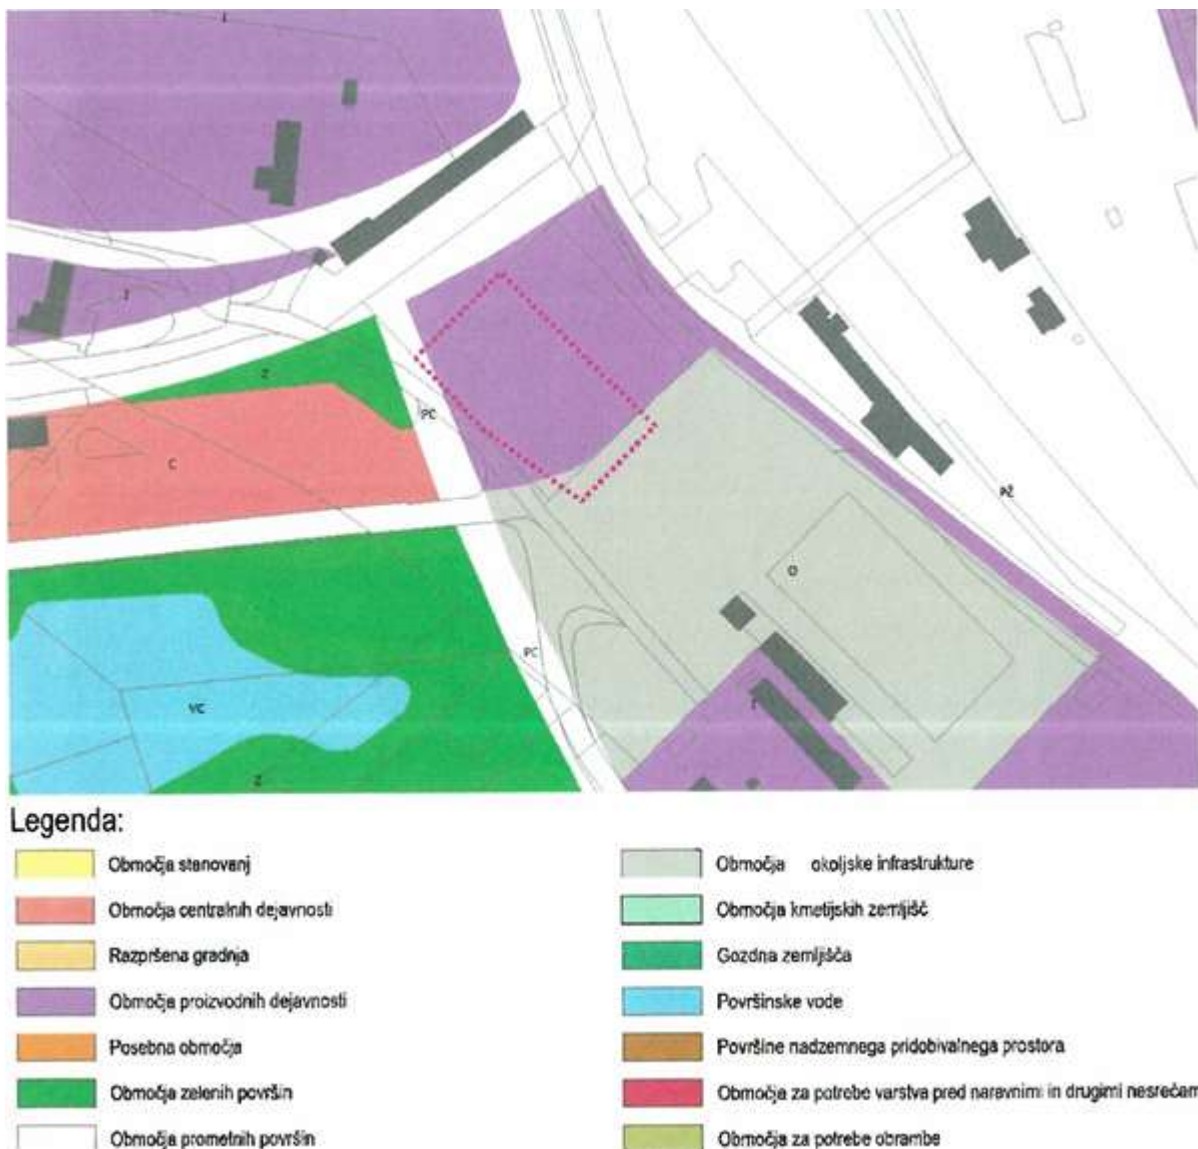 I
I
Z
PC
C
PŽ
O
PC
I
VC
Z
Legenda:
Območja stanovanj
Območja centralnih dejavnosti
Razpršena gradnja
Območja proizvodnih dejavnosti
Posebna območja
Območja zelenih površin
Območja prometnih površin
Območja okoljske infrastrukture
Območja kmetijskih zemljišč
Gozdna zemljišča
Površinske vode
Površine nadzemnega pridobivalnega prostora
Območja za potrebe varstva pred naravnimi in drugimi nesrečam
Območja za potrebe obrambe